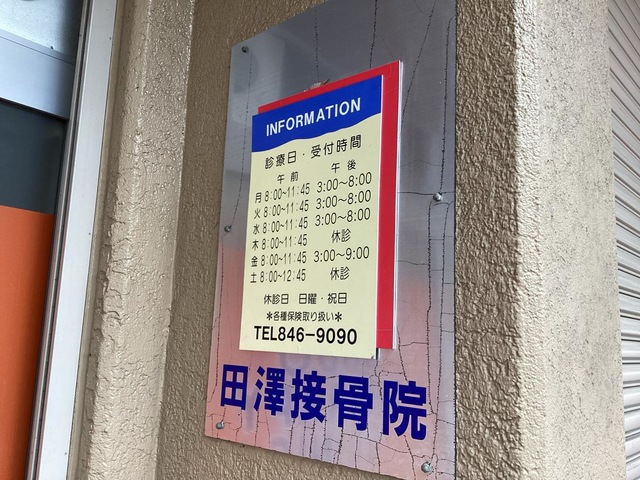 INFORMATION
診療日・受付時間
午前 午後
月 8:00~11:45 3:00~8:00
火 8:00~11:45 3:00~8:00
水 8:00~11:45 3:00~8:00
木 8:00~11:45 休診
金 8:00~11:45 3:00~9:00
土 8:00~12:45 休診
休診日 日曜・祝日
*各種保険取り扱い*
TEL846-9090
田澤接骨院